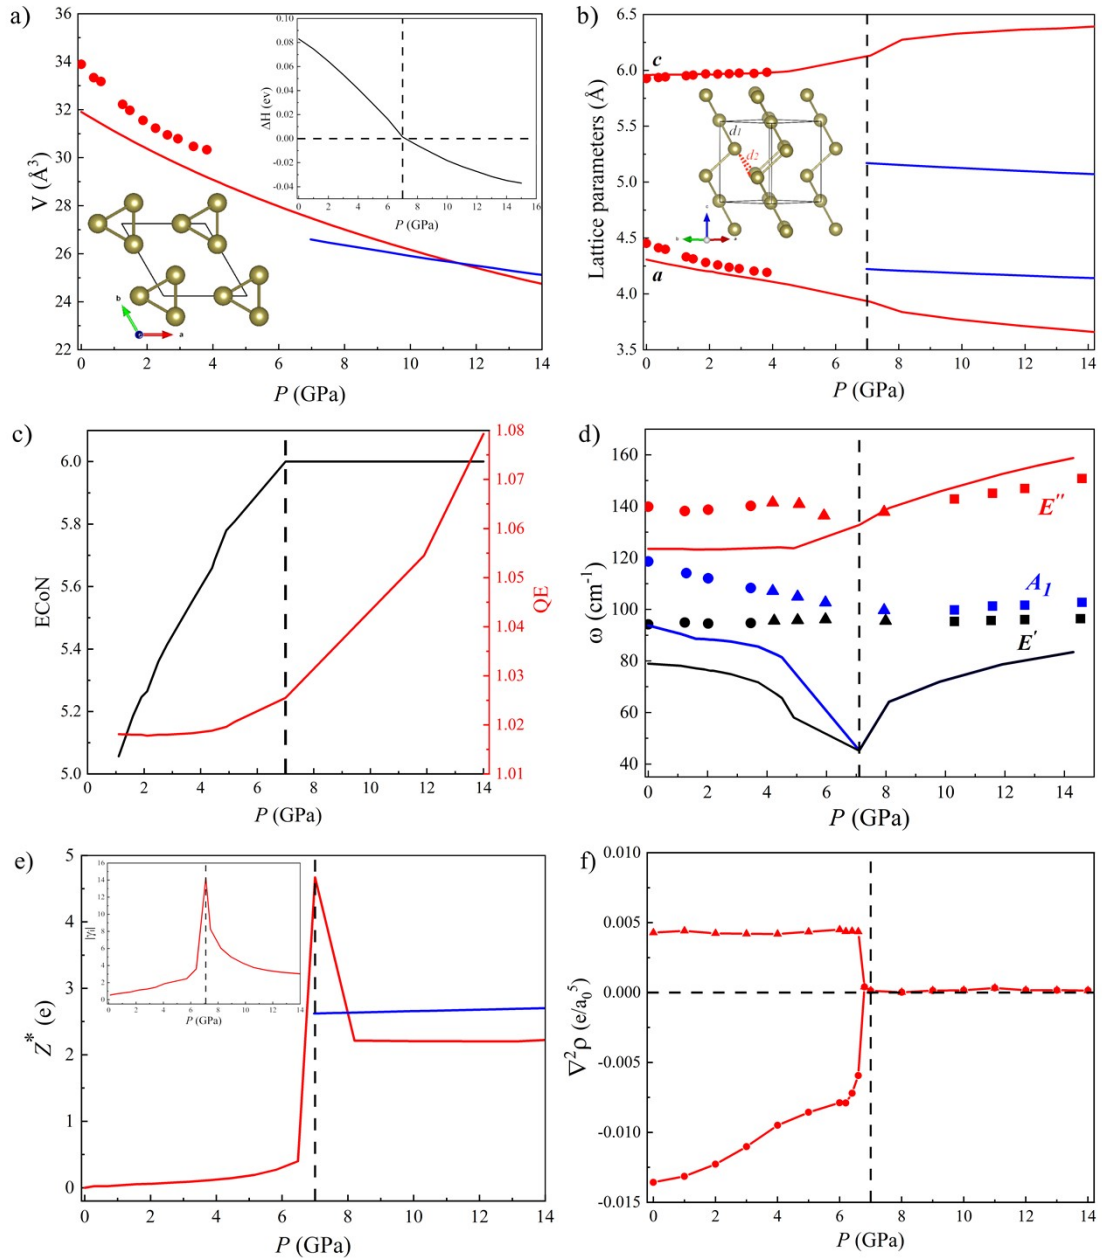 a)
36
34
32
30
28
26
24
22
V (Å³)
0 2 4 6 8 10 12 14
P (GPa)
0.10
0.08
0.06
0.04
0.02
0.00
-0.02
-0.04
ΔH (ev)
0 2 4 6 8 10 12 14 16
P (GPa)
b
a
b)
6.5
6.0
5.5
5.0
4.5
4.0
3.5
Lattice parameters (Å)
c
a
d1
d2
0 2 4 6 8 10 12 14
P (GPa)
c)
6.0
5.8
5.6
5.4
5.2
5.0
ECoN
1.08
1.07
1.06
1.05
1.04
1.03
1.02
1.01
QE
0 2 4 6 8 10 12 14
P (GPa)
d)
160
140
120
100
80
60
40
ω (cm⁻¹)
E″
A₁
E′
0 2 4 6 8 10 12 14
P (GPa)
e)
5
4
3
2
1
0
Z* (e)
16
14
12
10
8
6
4
2
0
|γᵢ|
0 2 4 6 8 10 12 14
P (GPa)
0 2 4 6 8 10 12 14
P (GPa)
f)
0.010
0.005
0.000
-0.005
-0.010
-0.015
∇²ρ (e/a₀⁵)
0 2 4 6 8 10 12 14
P (GPa)